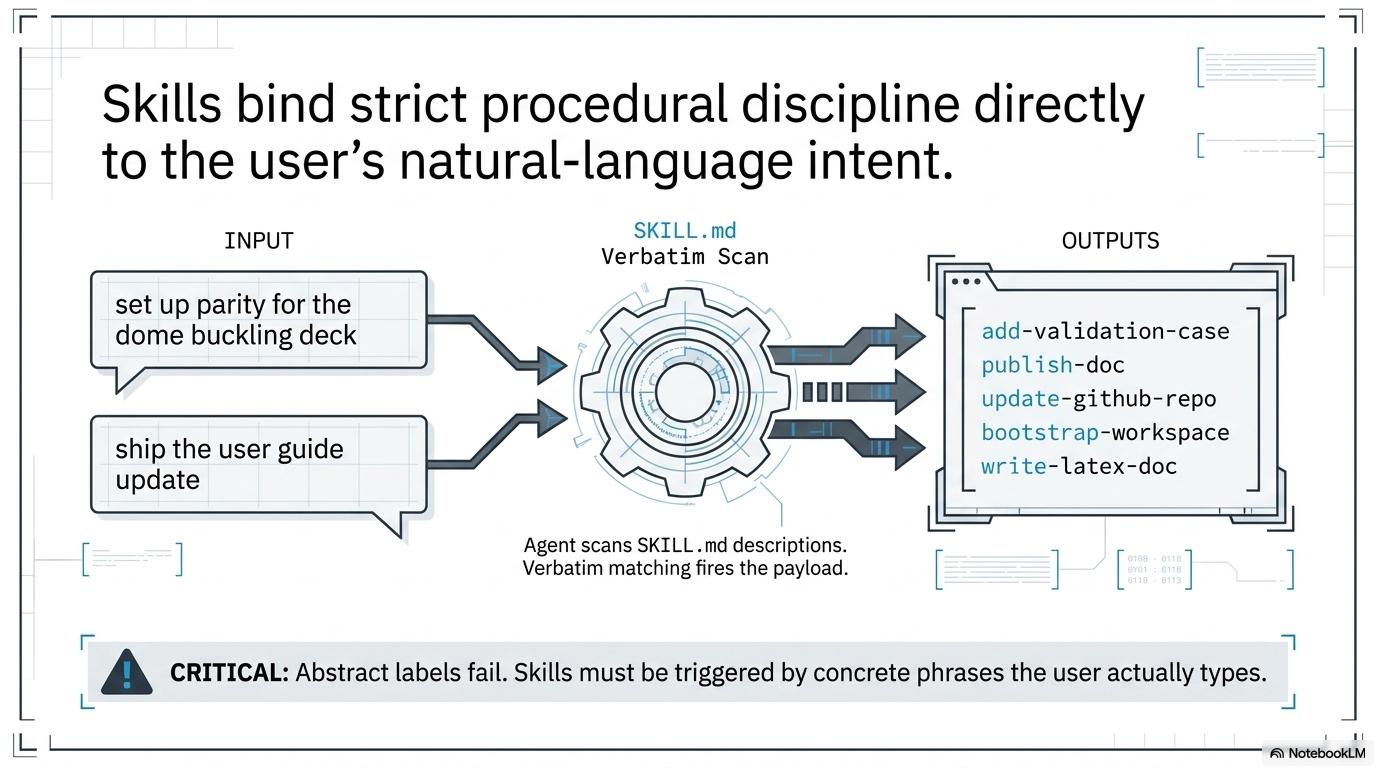 Skills bind strict procedural discipline directly
to the user’s natural-language intent.
INPUT
set up parity for the
dome buckling deck
ship the user guide
update
SKILL.md
Verbatim Scan
Agent scans SKILL.md descriptions.
Verbatim matching fires the payload.
OUTPUTS
add-validation-case
publish-doc
update-github-repo
bootstrap-workspace
write-latex-doc
CRITICAL: Abstract labels fail. Skills must be triggered by concrete phrases the user actually types.
NotebookLM